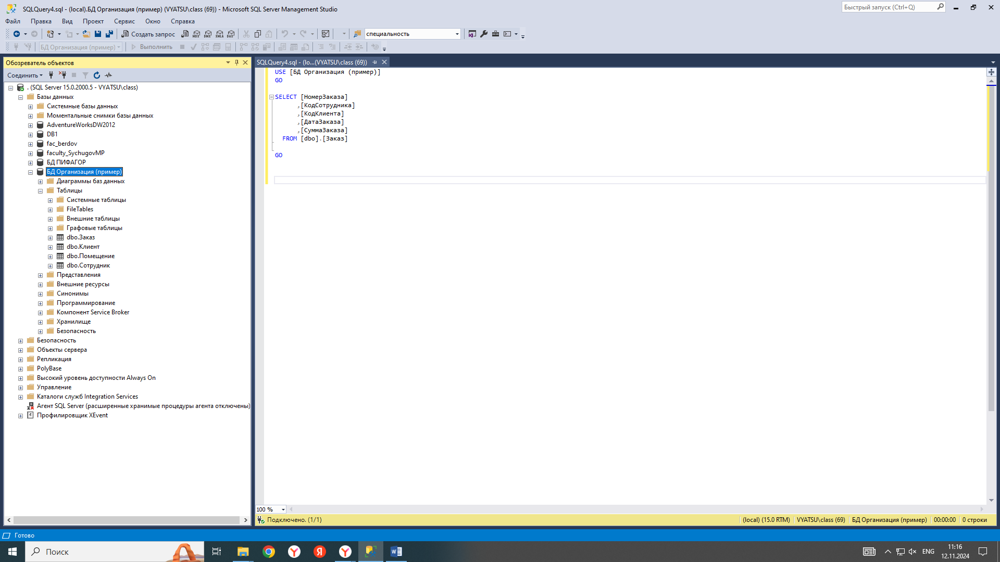 SQLQuery4.sql - (local).БД Организация (пример) (VYATSU\class (69)) - Microsoft SQL Server Management Studio
Быстрый запуск (Ctrl+Q)
Файл Правка Вид Проект Сервис Окно Справка
Создать запрос MDX DMX XMLA DAX специальность
БД Организация (пример) Выполнить
Обозреватель объектов
Соединить
. (SQL Server 15.0.2000.5 - VYATSU\class)
Базы данных
Системные базы данных
Моментальные снимки базы данных
AdventureWorksDW2012
DB1
fac_berdov
faculty_SychugovMP
БД ПИФАГОР
БД Организация (пример)
Диаграммы баз данных
Таблицы
Системные таблицы
FileTables
Внешние таблицы
Графовые таблицы
dbo.Заказ
dbo.Клиент
dbo.Помещение
dbo.Сотрудник
Представления
Внешние ресурсы
Синонимы
Программирование
Компонент Service Broker
Хранилище
Безопасность
Безопасность
Объекты сервера
Репликация
PolyBase
Высокий уровень доступности Always On
Управление
Каталоги служб Integration Services
Агент SQL Server (расширенные хранимые процедуры агента отключены)
Профилировщик XEvent
SQLQuery4.sql - (lo...(VYATSU\class (69))
USE [БД Организация (пример)]
GO
SELECT [НомерЗаказа]
,[КодСотрудника]
,[КодКлиента]
,[ДатаЗаказа]
,[СуммаЗаказа]
FROM [dbo].[Заказ]
GO
100 %
Подключено. (1/1)
(local) (15.0 RTM) VYATSU\class (69) БД Организация (пример) 00:00:00 0 строки
Готово
Поиск
ENG
11:16
12.11.2024